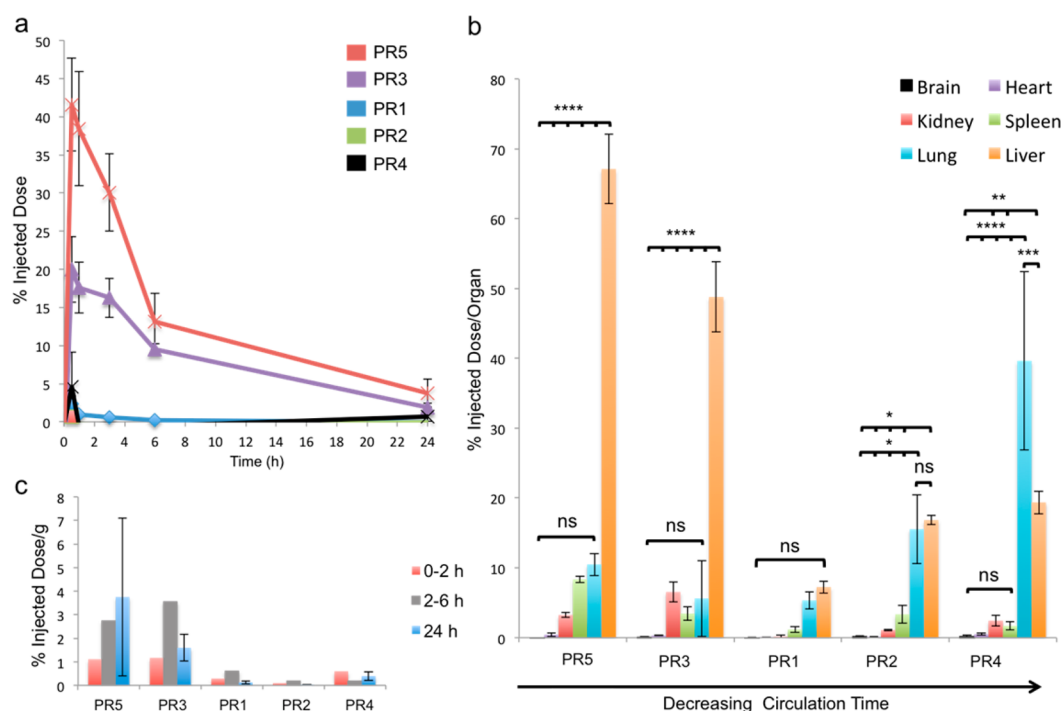 a
50
45
40
35
30
25
20
15
10
5
0
% Injected Dose
0 2 4 6 8 10 12 14 16 18 20 22 24
Time (h)
PR5
PR3
PR1
PR2
PR4
b
80
70
60
50
40
30
20
10
0
% Injected Dose/Organ
Brain Heart
Kidney Spleen
Lung Liver
****
ns
****
ns
ns
*
*
ns
**
****
***
ns
PR5 PR3 PR1 PR2 PR4
Decreasing Circulation Time
c
8
7
6
5
4
3
2
1
0
% Injected Dose/g
0-2 h
2-6 h
24 h
PR5 PR3 PR1 PR2 PR4